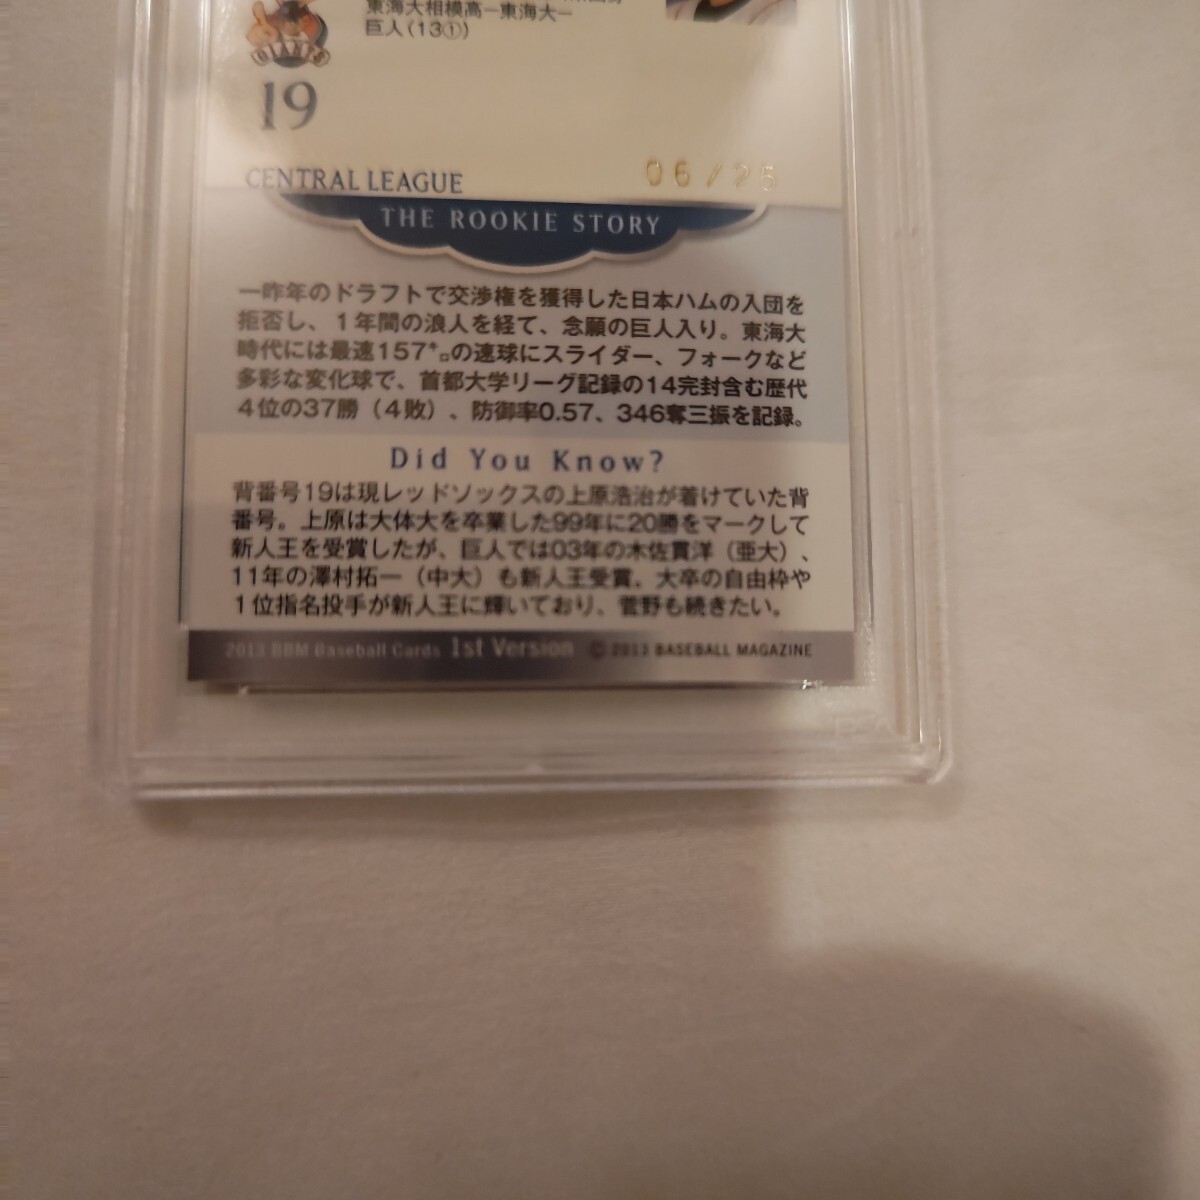 東海大相模高ー東海大ー
巨人(13①)
GIANTS
19
06/25
CENTRAL LEAGUE
THE ROOKIE STORY
一昨年のドラフトで交渉権を獲得した日本ハムの入団を
拒否し、1年間の浪人を経て、念願の巨人入り。東海大
時代には最速157㌔の速球にスライダー、フォークなど
多彩な変化球で、首都大学リーグ記録の14完封含む歴代
4位の37勝（4敗）、防御率0.57、346奪三振を記録。
Did You Know?
背番号19は現レッドソックスの上原浩治が着けていた背
番号。上原は大体大を卒業した99年に20勝をマークして
新人王を受賞したが、巨人では03年の木佐貫洋（亜大）、
11年の澤村拓一（中大）も新人王受賞。大卒の自由枠や
1位指名投手が新人王に輝いており、菅野も続きたい。
2013 BBM Baseball Cards 1st Version © 2013 BASEBALL MAGAZINE